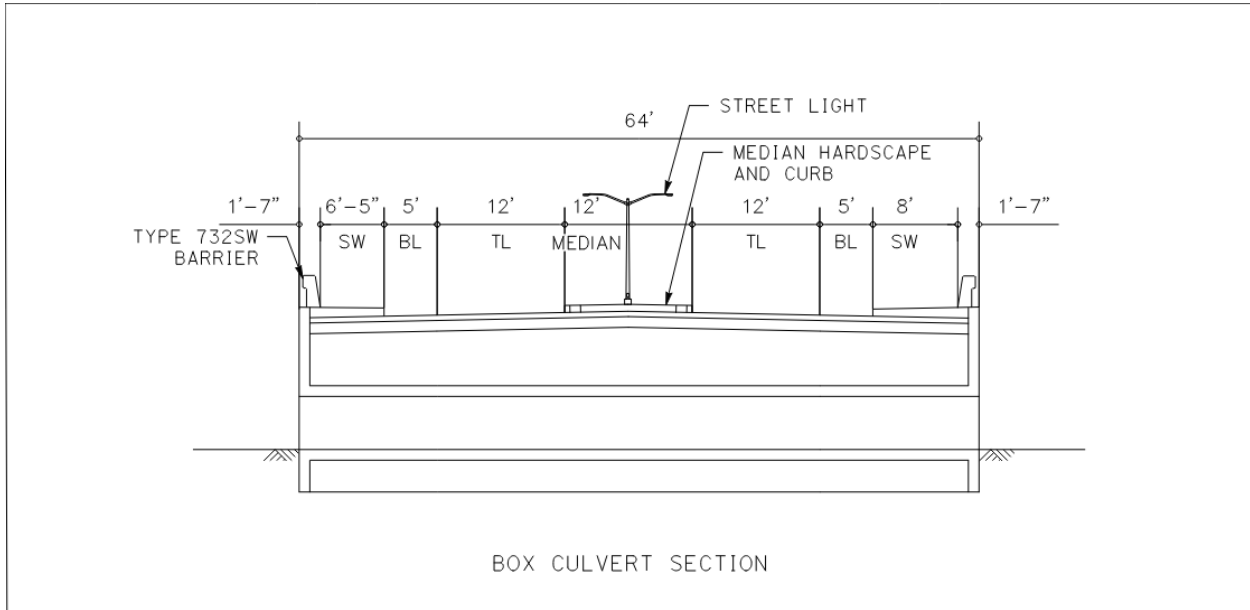 STREET LIGHT
64'
MEDIAN HARDSCAPE
AND CURB
1'-7" 6'-5" 5' 12' 12' 12' 5' 8' 1'-7"
TYPE 732SW
BARRIER
SW BL TL MEDIAN TL BL SW
BOX CULVERT SECTION